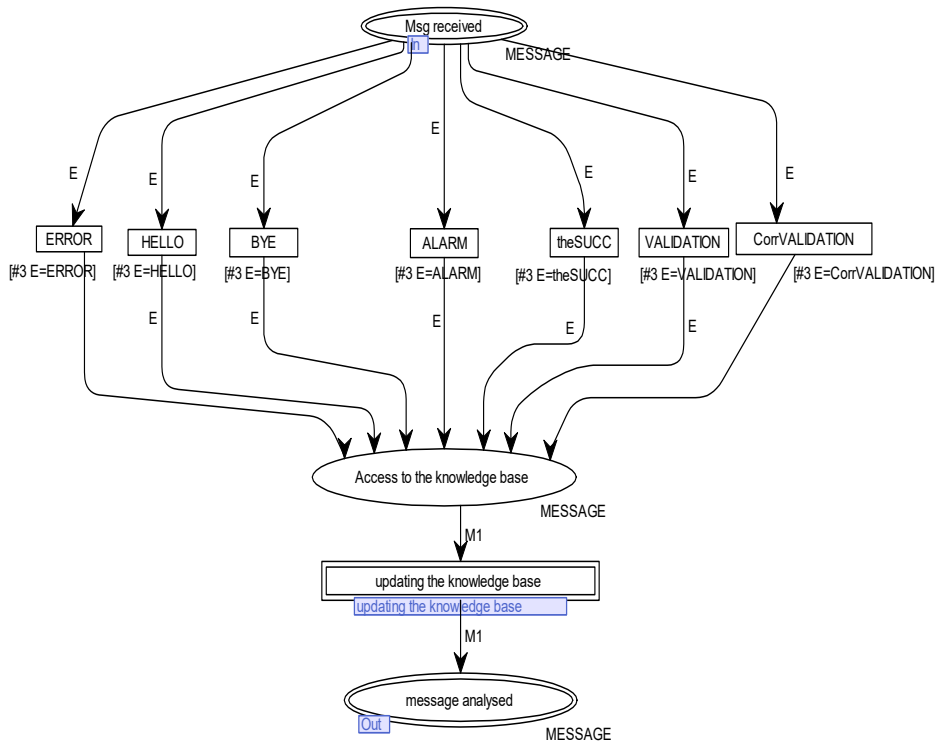 Msg received
In
MESSAGE
E
E
E
E
E
E
E
ERROR
HELLO
BYE
ALARM
theSUCC
VALIDATION
CorrVALIDATION
[#3 E=ERROR]
[#3 E=HELLO]
[#3 E=BYE]
[#3 E=ALARM]
[#3 E=theSUCC]
[#3 E=VALIDATION]
[#3 E=CorrVALIDATION]
E
E
E
E
E
Access to the knowledge base
MESSAGE
M1
updating the knowledge base
updating the knowledge base
M1
message analysed
Out
MESSAGE